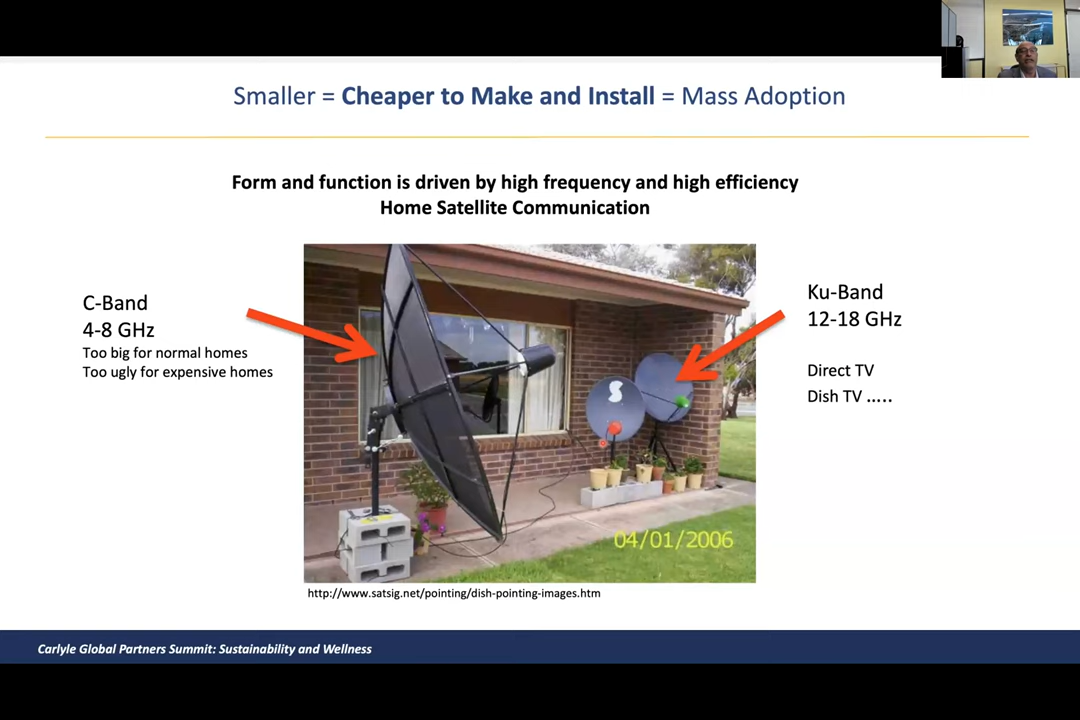 Smaller = Cheaper to Make and Install = Mass Adoption
Form and function is driven by high frequency and high efficiency
Home Satellite Communication
C-Band
4-8 GHz
Too big for normal homes
Too ugly for expensive homes
Ku-Band
12-18 GHz
Direct TV
Dish TV .....
04/01/2006
http://www.satsig.net/pointing/dish-pointing-images.htm
Carlyle Global Partners Summit: Sustainability and Wellness